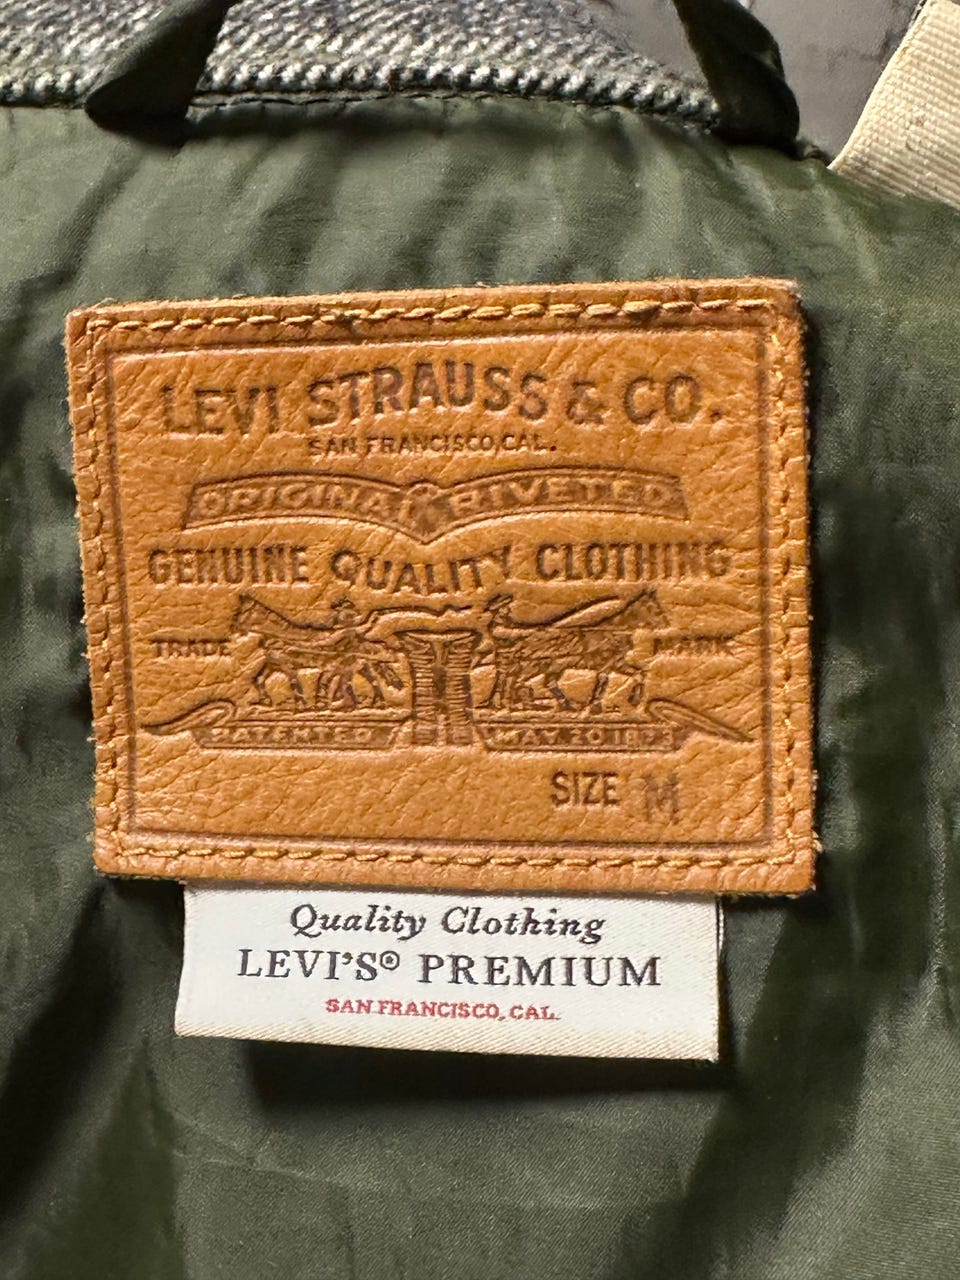 LEVI STRAUSS & CO.
SAN FRANCISCO, CAL.
ORIGINAL RIVETED
GENUINE QUALITY CLOTHING
TRADE MARK
PATENTED MAY 20 1873
SIZE M
Quality Clothing
LEVI'S® PREMIUM
SAN FRANCISCO, CAL.